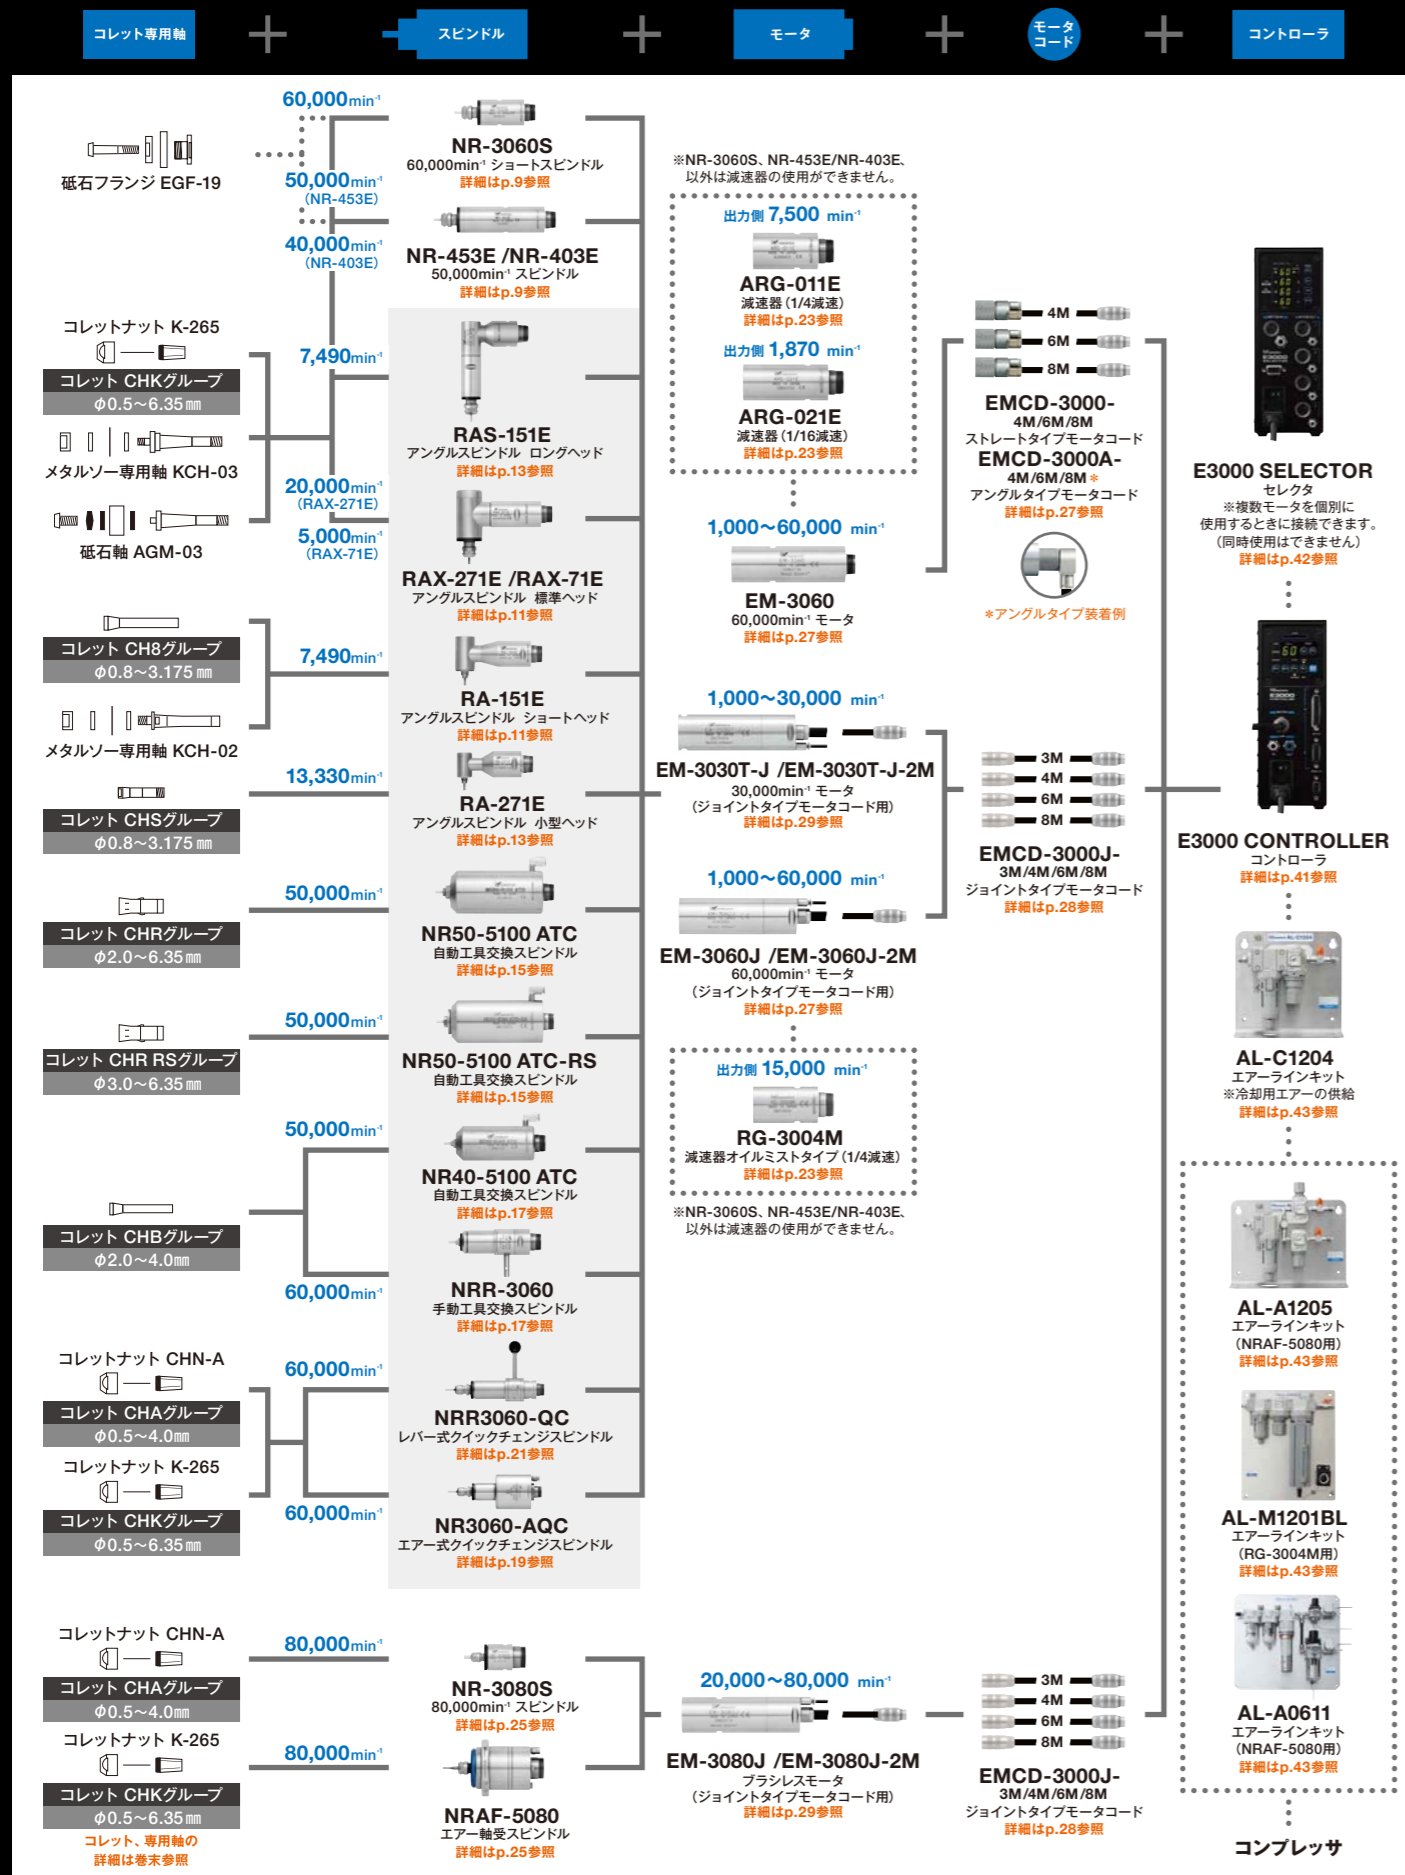 コレット専用軸
スピンドル
モータ
モータ
コード
コントローラ
砥石フランジ EGF-19
コレットナット K-265
コレット CHKグループ
φ0.5～6.35㎜
メタルソー専用軸 KCH-03
砥石軸 AGM-03
コレット CH8グループ
φ0.8～3.175㎜
メタルソー専用軸 KCH-02
コレット CHSグループ
φ0.8～3.175㎜
コレット CHRグループ
φ2.0～6.35㎜
コレット CHR RSグループ
φ3.0～6.35㎜
コレット CHBグループ
φ2.0～4.0㎜
コレットナット CHN-A
コレット CHAグループ
φ0.5～4.0㎜
コレットナット K-265
コレット CHKグループ
φ0.5～6.35㎜
コレットナット CHN-A
コレット CHAグループ
φ0.5～4.0㎜
コレットナット K-265
コレット CHKグループ
φ0.5～6.35㎜
コレット、専用軸の
詳細は巻末参照
60,000min⁻¹
50,000min⁻¹
(NR-453E)
40,000min⁻¹
(NR-403E)
7,490min⁻¹
20,000min⁻¹
(RAX-271E)
5,000min⁻¹
(RAX-71E)
7,490min⁻¹
13,330min⁻¹
50,000min⁻¹
50,000min⁻¹
50,000min⁻¹
60,000min⁻¹
60,000min⁻¹
60,000min⁻¹
80,000min⁻¹
80,000min⁻¹
NR-3060S
60,000min⁻¹ ショートスピンドル
詳細はp.9参照
NR-453E /NR-403E
50,000min⁻¹ スピンドル
詳細はp.9参照
RAS-151E
アングルスピンドル ロングヘッド
詳細はp.13参照
RAX-271E /RAX-71E
アングルスピンドル 標準ヘッド
詳細はp.11参照
RA-151E
アングルスピンドル ショートヘッド
詳細はp.11参照
RA-271E
アングルスピンドル 小型ヘッド
詳細はp.13参照
NR50-5100 ATC
自動工具交換スピンドル
詳細はp.15参照
NR50-5100 ATC-RS
自動工具交換スピンドル
詳細はp.15参照
NR40-5100 ATC
自動工具交換スピンドル
詳細はp.17参照
NRR-3060
手動工具交換スピンドル
詳細はp.17参照
NRR3060-QC
レバー式クイックチェンジスピンドル
詳細はp.21参照
NR3060-AQC
エアー式クイックチェンジスピンドル
詳細はp.19参照
NR-3080S
80,000min⁻¹ スピンドル
詳細はp.25参照
NRAF-5080
エアー軸受スピンドル
詳細はp.25参照
※NR-3060S、NR-453E/NR-403E、
以外は減速器の使用ができません。
出力側 7,500 min⁻¹
ARG-011E
減速器（1/4減速）
詳細はp.23参照
出力側 1,870 min⁻¹
ARG-021E
減速器（1/16減速）
詳細はp.23参照
1,000～60,000 min⁻¹
EM-3060
60,000min⁻¹ モータ
詳細はp.27参照
1,000～30,000 min⁻¹
EM-3030T-J /EM-3030T-J-2M
30,000min⁻¹ モータ
（ジョイントタイプモータコード用）
詳細はp.29参照
1,000～60,000 min⁻¹
EM-3060J /EM-3060J-2M
60,000min⁻¹ モータ
（ジョイントタイプモータコード用）
詳細はp.27参照
出力側 15,000 min⁻¹
RG-3004M
減速器オイルミストタイプ（1/4減速）
詳細はp.23参照
※NR-3060S、NR-453E/NR-403E、
以外は減速器の使用ができません。
20,000～80,000 min⁻¹
EM-3080J /EM-3080J-2M
ブラシレスモータ
（ジョイントタイプモータコード用）
詳細はp.29参照
4M
6M
8M
EMCD-3000-
4M/6M/8M
ストレートタイプモータコード
EMCD-3000A-
4M/6M/8M＊
アングルタイプモータコード
詳細はp.27参照
＊アングルタイプ装着例
3M
4M
6M
8M
EMCD-3000J-
3M/4M/6M/8M
ジョイントタイプモータコード
詳細はp.28参照
3M
4M
6M
8M
EMCD-3000J-
3M/4M/6M/8M
ジョイントタイプモータコード
詳細はp.28参照
E3000 SELECTOR
セレクタ
※複数モータを個別に
使用するときに接続できます。
（同時使用はできません）
詳細はp.42参照
E3000 CONTROLLER
コントローラ
詳細はp.41参照
AL-C1204
エアーラインキット
※冷却用エアーの供給
詳細はp.43参照
AL-A1205
エアーラインキット
（NRAF-5080用）
詳細はp.43参照
AL-M1201BL
エアーラインキット
（RG-3004M用）
詳細はp.43参照
AL-A0611
エアーラインキット
（NRAF-5080用）
詳細はp.43参照
コンプレッサ